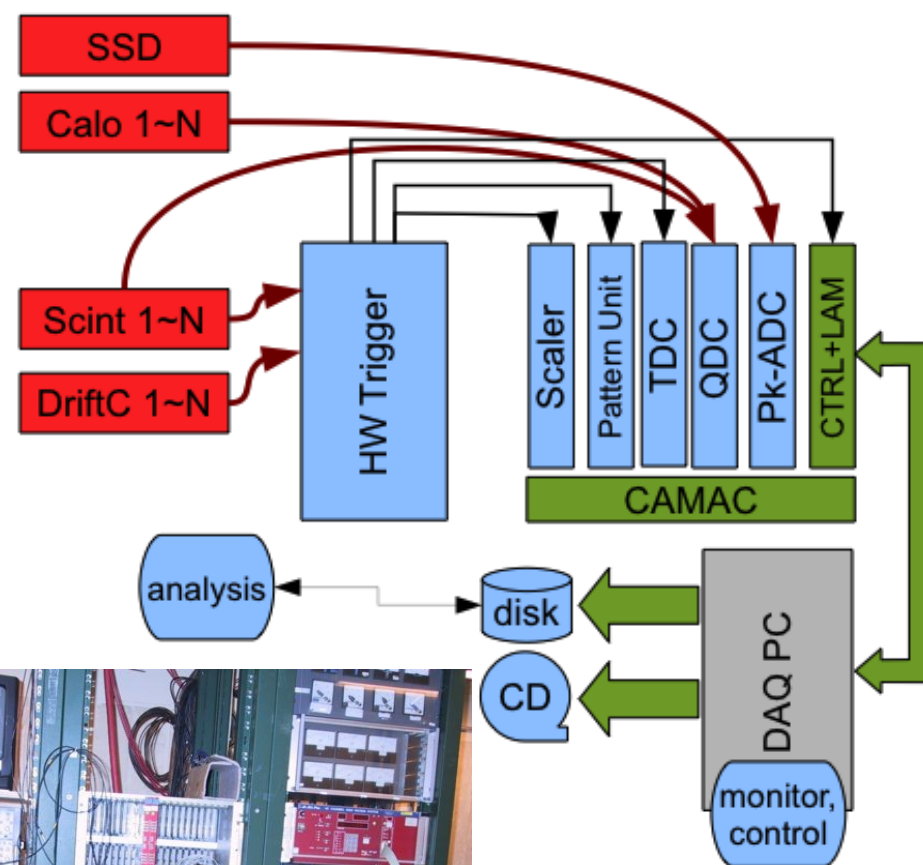 SSD
Calo 1~N
Scint 1~N
DriftC 1~N
HW Trigger
Scaler
Pattern Unit
TDC
QDC
Pk-ADC
CTRL+LAM
CAMAC
analysis
disk
CD
DAQ PC
monitor,
control